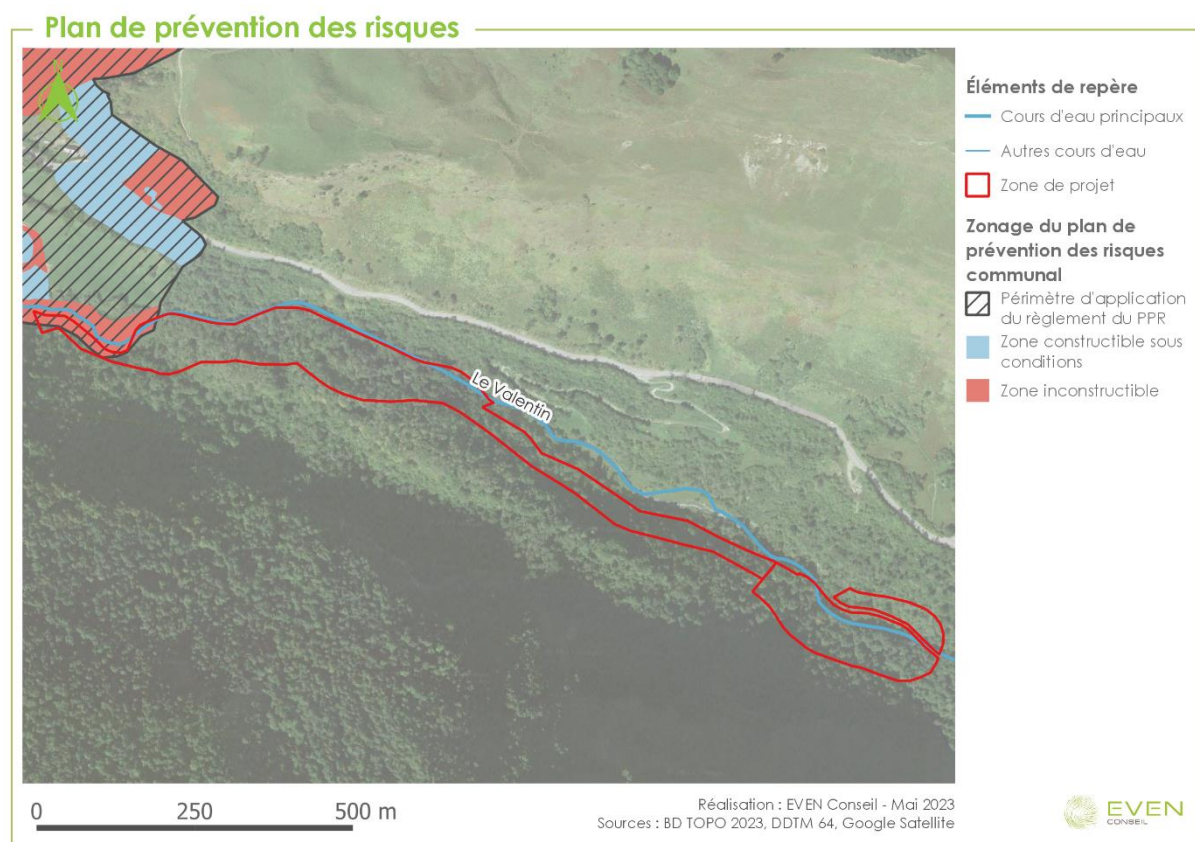 Plan de prévention des risques
N
Le Valentin
Éléments de repère
Cours d'eau principaux
Autres cours d'eau
Zone de projet
Zonage du plan de
prévention des risques
communal
Périmètre d'application
du règlement du PPR
Zone constructible sous
conditions
Zone inconstructible
0 250 500 m
Réalisation : EVEN Conseil - Mai 2023
Sources : BD TOPO 2023, DDTM 64, Google Satellite
EVEN
CONSEIL